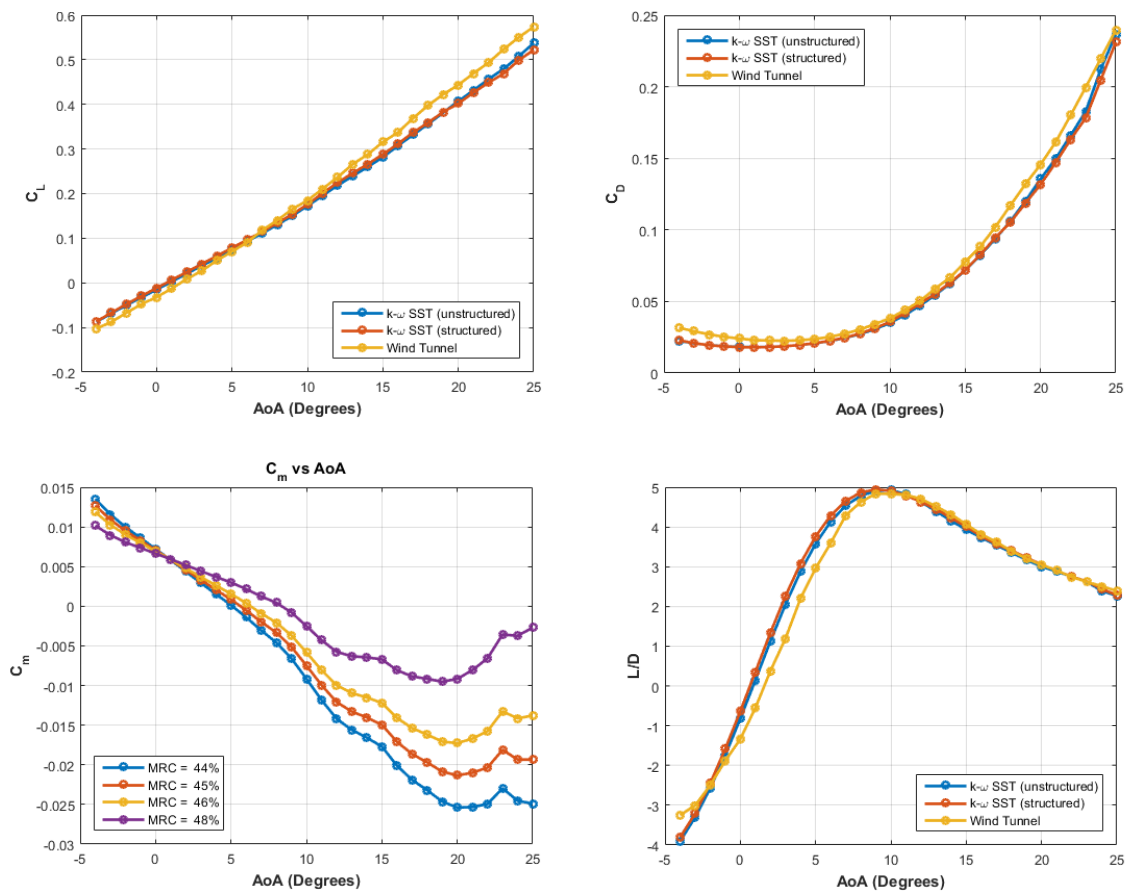 0.6
0.5
0.4
0.3
0.2
0.1
0
-0.1
-0.2
C_L
-5 0 5 10 15 20 25
AoA (Degrees)
k-ω SST (unstructured)
k-ω SST (structured)
Wind Tunnel
0.25
0.2
0.15
0.1
0.05
0
C_D
-5 0 5 10 15 20 25
AoA (Degrees)
k-ω SST (unstructured)
k-ω SST (structured)
Wind Tunnel
C_m vs AoA
0.015
0.01
0.005
0
-0.005
-0.01
-0.015
-0.02
-0.025
-0.03
C_m
-5 0 5 10 15 20 25
AoA (Degrees)
MRC = 44%
MRC = 45%
MRC = 46%
MRC = 48%
5
4
3
2
1
0
-1
-2
-3
-4
L/D
-5 0 5 10 15 20 25
AoA (Degrees)
k-ω SST (unstructured)
k-ω SST (structured)
Wind Tunnel